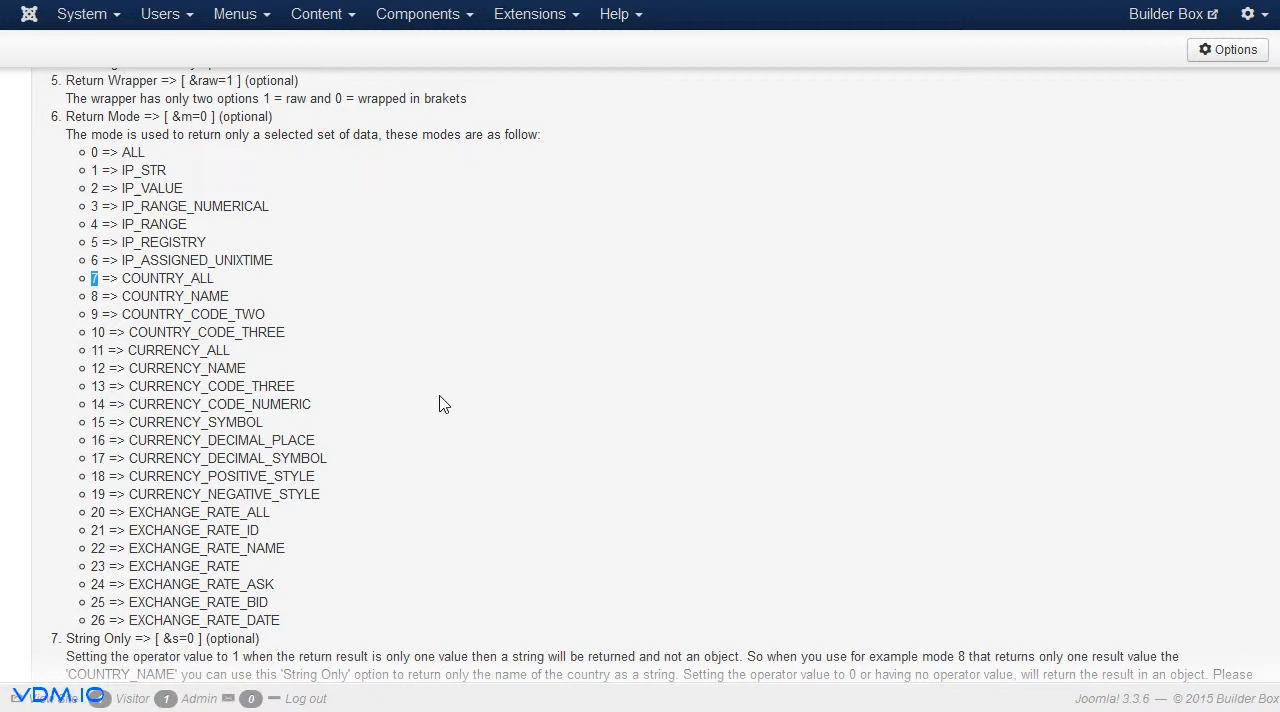 System Users Menus Content Components Extensions Help Builder Box
Options
5. Return Wrapper => [ &raw=1 ] (optional)
The wrapper has only two options 1 = raw and 0 = wrapped in brakets
6. Return Mode => [ &m=0 ] (optional)
The mode is used to return only a selected set of data, these modes are as follow:
0 => ALL
1 => IP_STR
2 => IP_VALUE
3 => IP_RANGE_NUMERICAL
4 => IP_RANGE
5 => IP_REGISTRY
6 => IP_ASSIGNED_UNIXTIME
7 => COUNTRY_ALL
8 => COUNTRY_NAME
9 => COUNTRY_CODE_TWO
10 => COUNTRY_CODE_THREE
11 => CURRENCY_ALL
12 => CURRENCY_NAME
13 => CURRENCY_CODE_THREE
14 => CURRENCY_CODE_NUMERIC
15 => CURRENCY_SYMBOL
16 => CURRENCY_DECIMAL_PLACE
17 => CURRENCY_DECIMAL_SYMBOL
18 => CURRENCY_POSITIVE_STYLE
19 => CURRENCY_NEGATIVE_STYLE
20 => EXCHANGE_RATE_ALL
21 => EXCHANGE_RATE_ID
22 => EXCHANGE_RATE_NAME
23 => EXCHANGE_RATE
24 => EXCHANGE_RATE_ASK
25 => EXCHANGE_RATE_BID
26 => EXCHANGE_RATE_DATE
7. String Only => [ &s=0 ] (optional)
Setting the operator value to 1 when the return result is only one value then a string will be returned and not an object. So when you use for example mode 8 that returns only one result value the
'COUNTRY_NAME' you can use this 'String Only' option to return only the name of the country as a string. Setting the operator value to 0 or having no operator value, will return the result in an object. Please
VDM.IO Visitor 1 Admin 0 Log out Joomla! 3.3.6 — © 2015 Builder Box